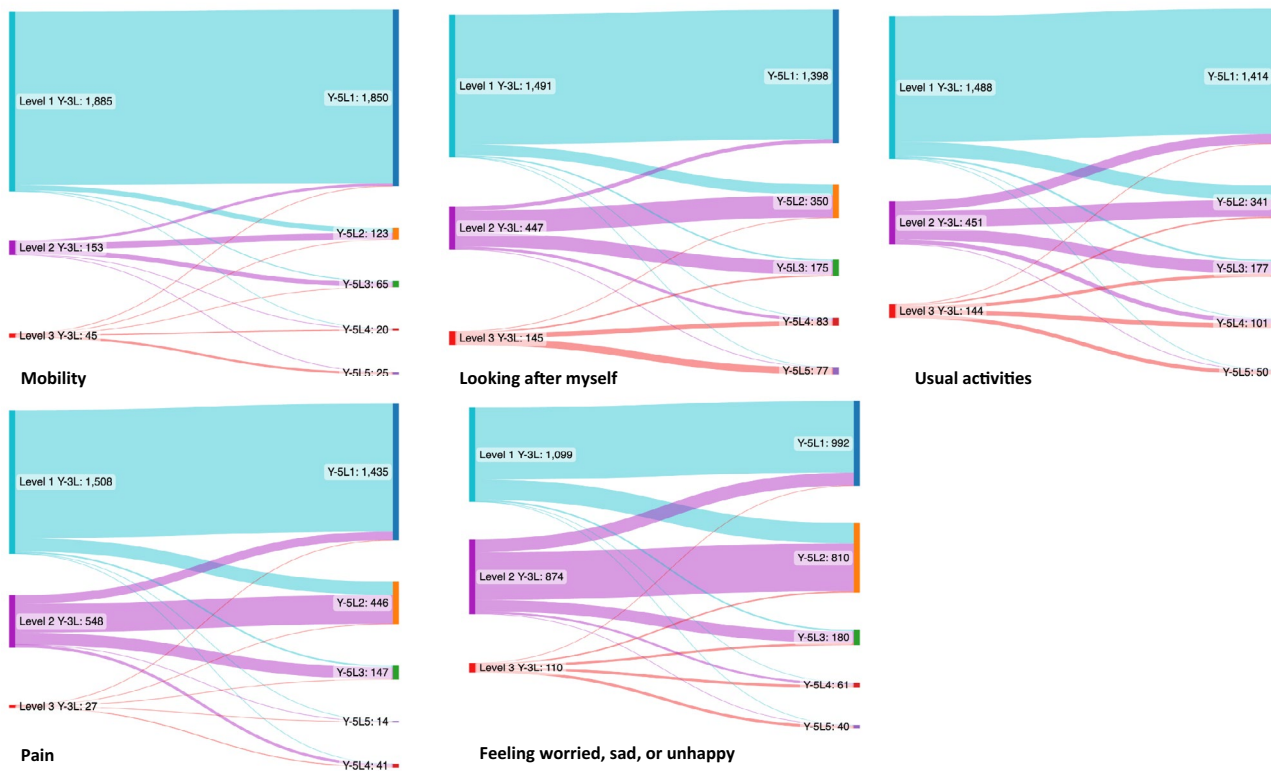 Level 1 Y-3L: 1,885
Y-5L1: 1,850
Level 2 Y-3L: 153
Y-5L2: 123
Y-5L3: 65
Level 3 Y-3L: 45
Y-5L4: 20
Y-5L5: 25
Mobility
Level 1 Y-3L: 1,491
Y-5L1: 1,398
Level 2 Y-3L: 447
Y-5L2: 350
Y-5L3: 175
Level 3 Y-3L: 145
Y-5L4: 83
Y-5L5: 77
Looking after myself
Level 1 Y-3L: 1,488
Y-5L1: 1,414
Level 2 Y-3L: 451
Y-5L2: 341
Y-5L3: 177
Level 3 Y-3L: 144
Y-5L4: 101
Y-5L5: 50
Usual activities
Level 1 Y-3L: 1,508
Y-5L1: 1,435
Level 2 Y-3L: 548
Y-5L2: 446
Y-5L3: 147
Level 3 Y-3L: 27
Y-5L5: 14
Y-5L4: 41
Pain
Level 1 Y-3L: 1,099
Y-5L1: 992
Level 2 Y-3L: 874
Y-5L2: 810
Y-5L3: 180
Level 3 Y-3L: 110
Y-5L4: 61
Y-5L5: 40
Feeling worried, sad, or unhappy